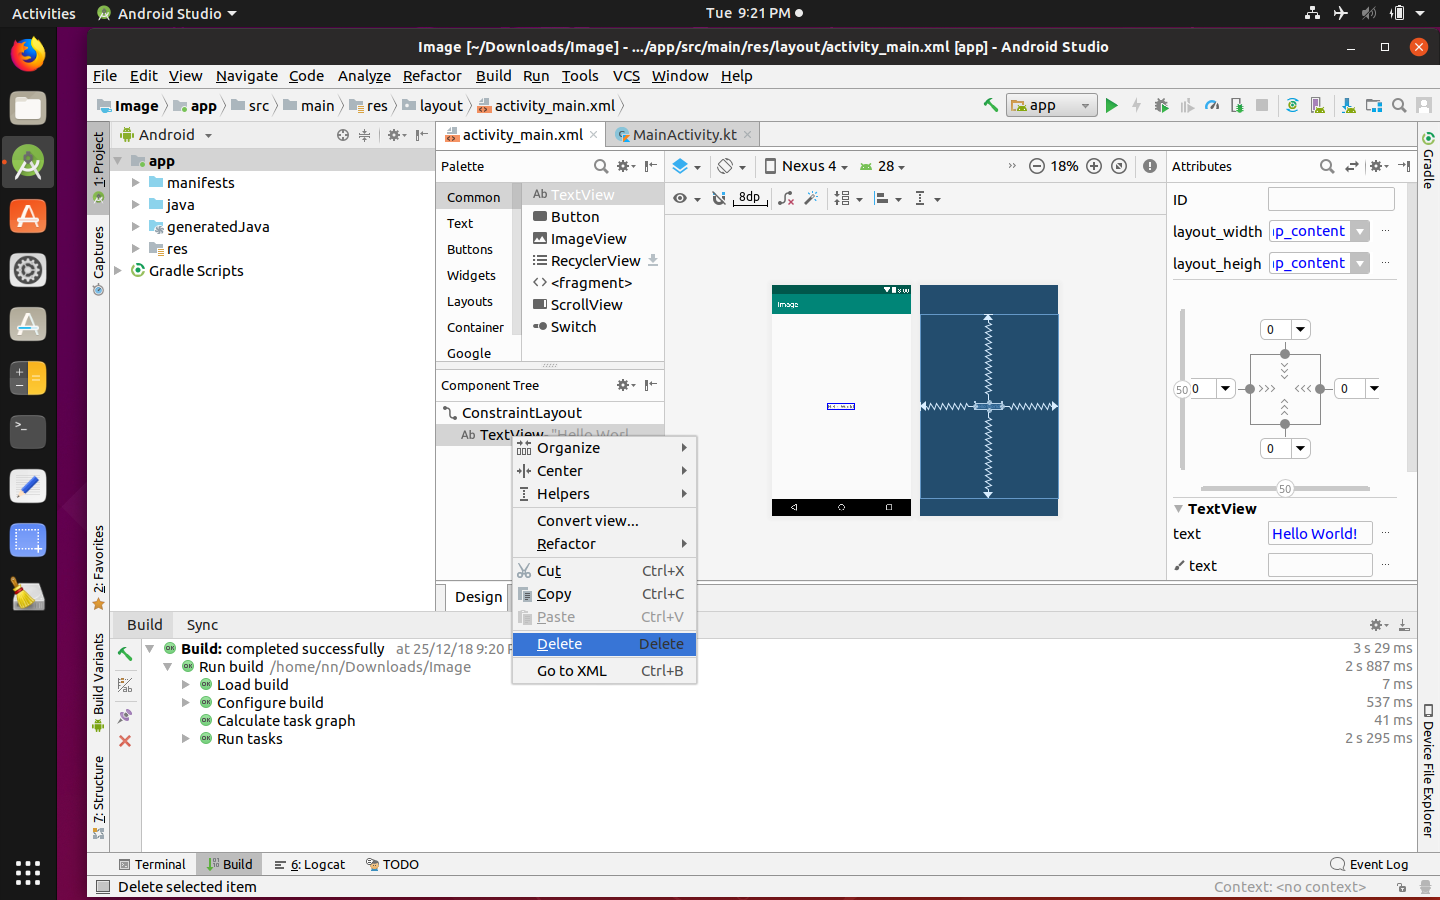 Activities
Android Studio
Tue 9:21 PM
Image [~/Downloads/Image] - .../app/src/main/res/layout/activity_main.xml [app] - Android Studio
File Edit View Navigate Code Analyze Refactor Build Run Tools VCS Window Help
Image app src main res layout activity_main.xml
app
1: Project
Captures
2: Favorites
Build Variants
7: Structure
Android
app
manifests
java
generatedJava
res
Gradle Scripts
activity_main.xml
MainActivity.kt
Palette
Common
Text
Buttons
Widgets
Layouts
Container
Google
Ab TextView
Button
ImageView
RecyclerView
<fragment>
ScrollView
Switch
Component Tree
ConstraintLayout
Ab TextView- "Hello Worl
Nexus 4
28
18%
8dp
8:00
Image
Organize
Center
Helpers
Convert view...
Refactor
Cut Ctrl+X
Copy Ctrl+C
Paste Ctrl+V
Delete Delete
Go to XML Ctrl+B
Design
Attributes
ID
layout_width ap_content
layout_heigh ap_content
0
50
0
0
0
50
TextView
text Hello World!
text
Gradle
Device File Explorer
Build Sync
Build: completed successfully at 25/12/18 9:20 P 3 s 29 ms
Run build /home/nn/Downloads/Image 2 s 887 ms
Load build 7 ms
Configure build 537 ms
Calculate task graph 41 ms
Run tasks 2 s 295 ms
Terminal Build 6: Logcat TODO
Event Log
Delete selected item
Context: <no context>